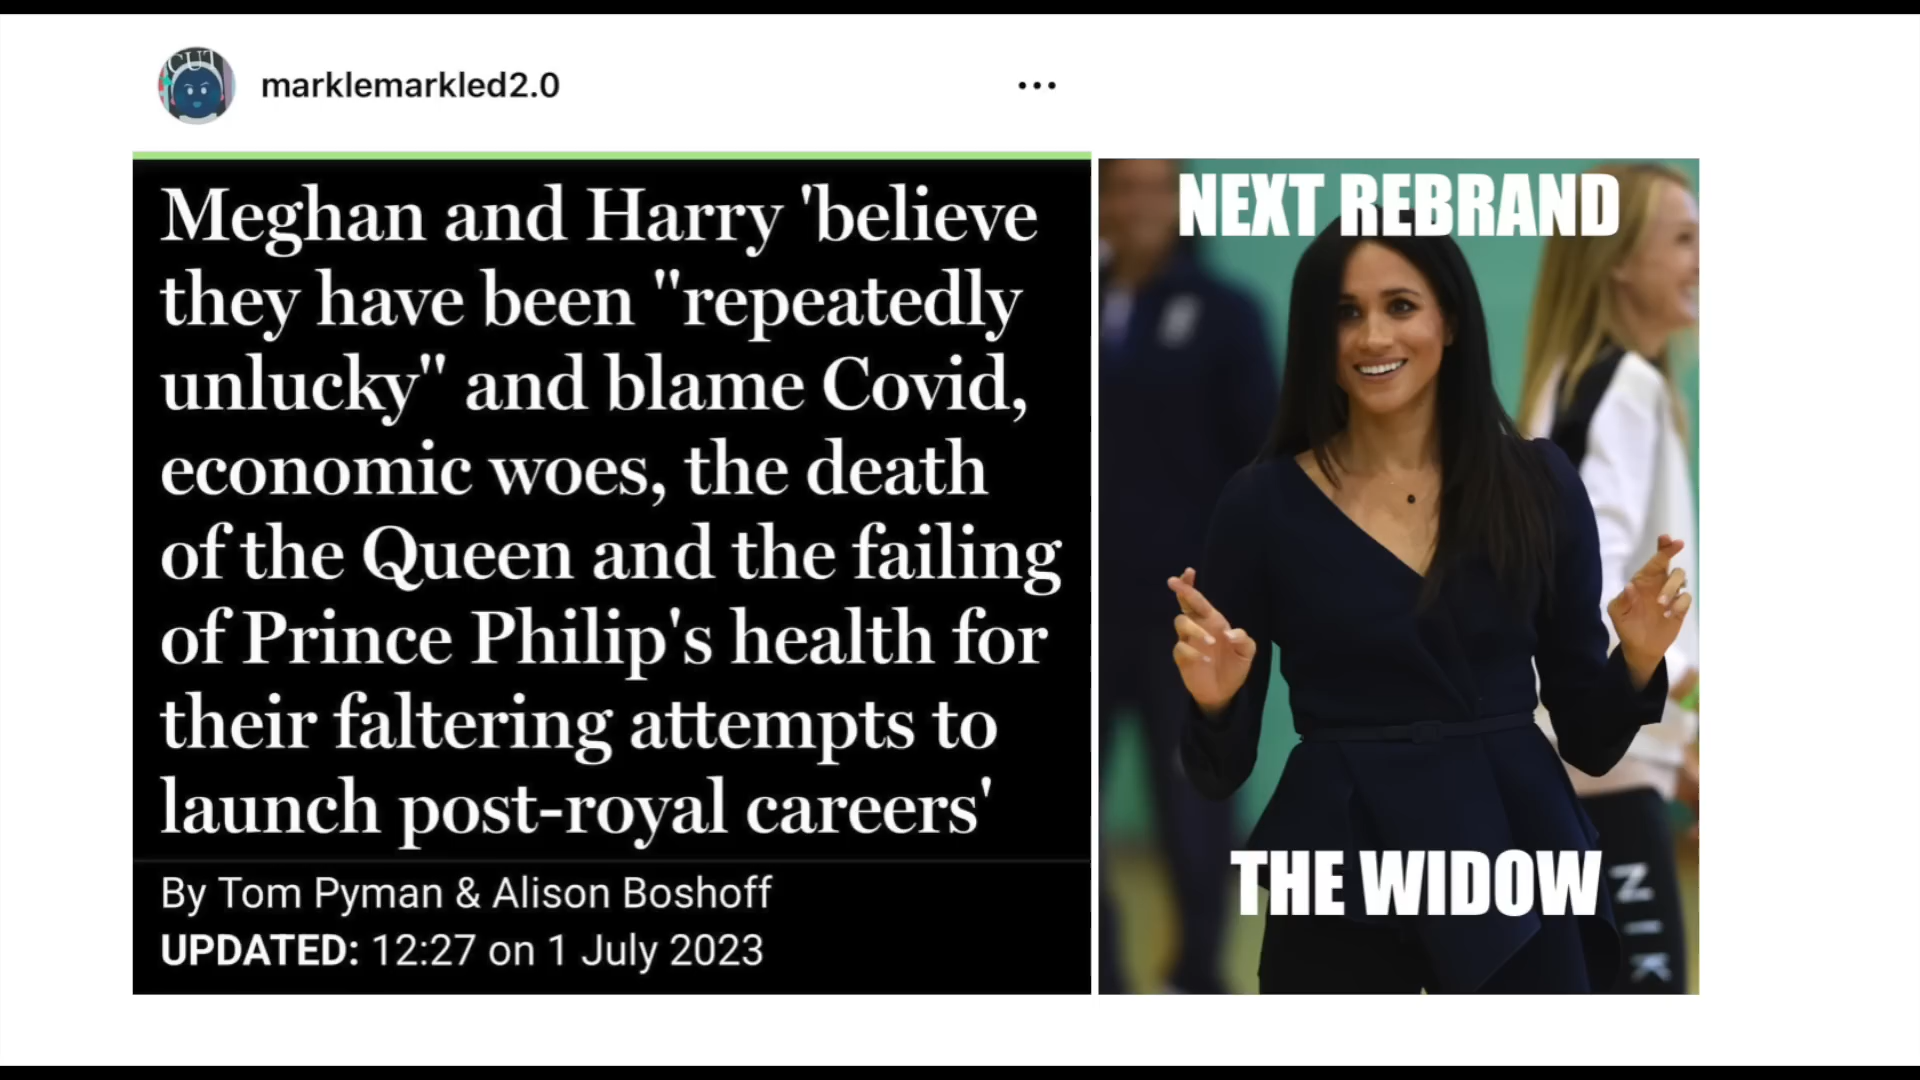 CUT
marklemarkled2.0
Meghan and Harry 'believe
they have been "repeatedly
unlucky" and blame Covid,
economic woes, the death
of the Queen and the failing
of Prince Philip's health for
their faltering attempts to
launch post-royal careers'
By Tom Pyman & Alison Boshoff
UPDATED: 12:27 on 1 July 2023
NEXT REBRAND
THE WIDOW
NIK